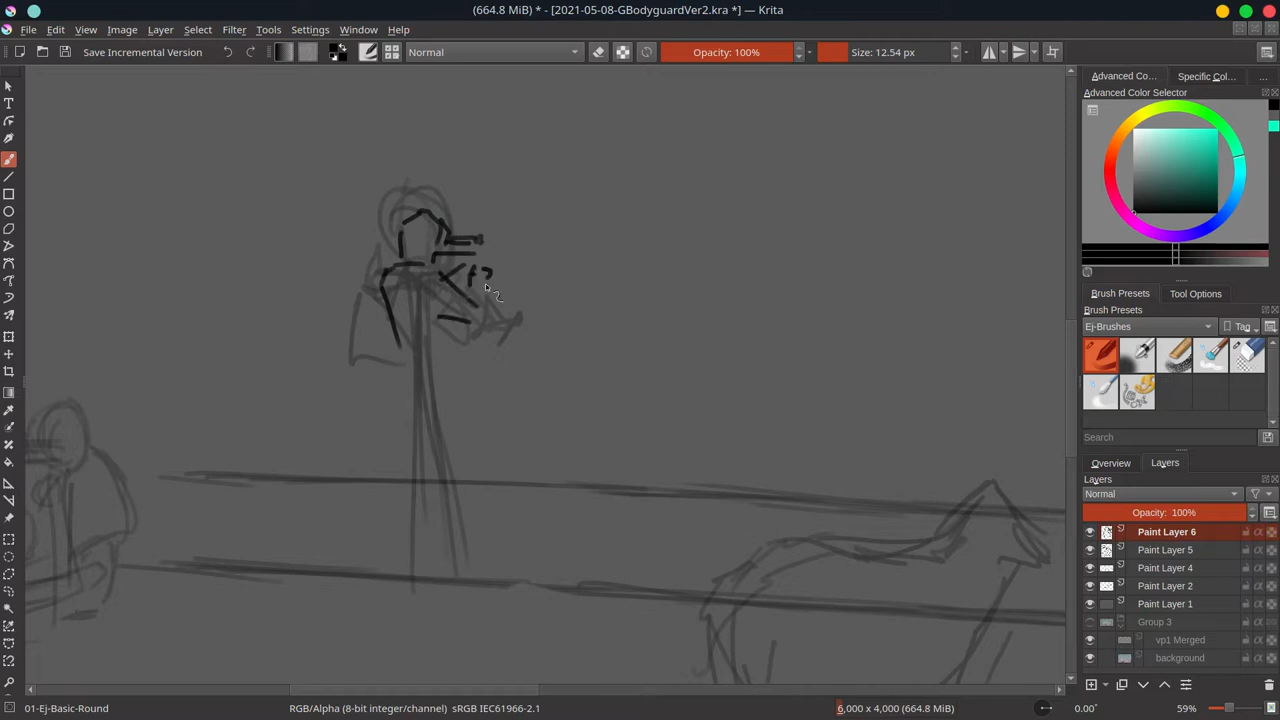 (664.8 MiB) * - [2021-05-08-GBodyguardVer2.kra *] - Krita
File Edit View Image Layer Select Filter Tools Settings Window Help
Save Incremental Version Normal Opacity: 100% Size: 12.54 px
Advanced Co... Specific Col... ...
Advanced Color Selector
Brush Presets Tool Options
Brush Presets
Ej-Brushes Tag
Search
Overview Layers
Layers
Normal
Opacity: 100%
Paint Layer 6
Paint Layer 5
Paint Layer 4
Paint Layer 2
Paint Layer 1
Group 3
vp1 Merged
background
01-Ej-Basic-Round RGB/Alpha (8-bit integer/channel) sRGB IEC61966-2.1 6,000 x 4,000 (664.8 MiB) 0.00° 59%